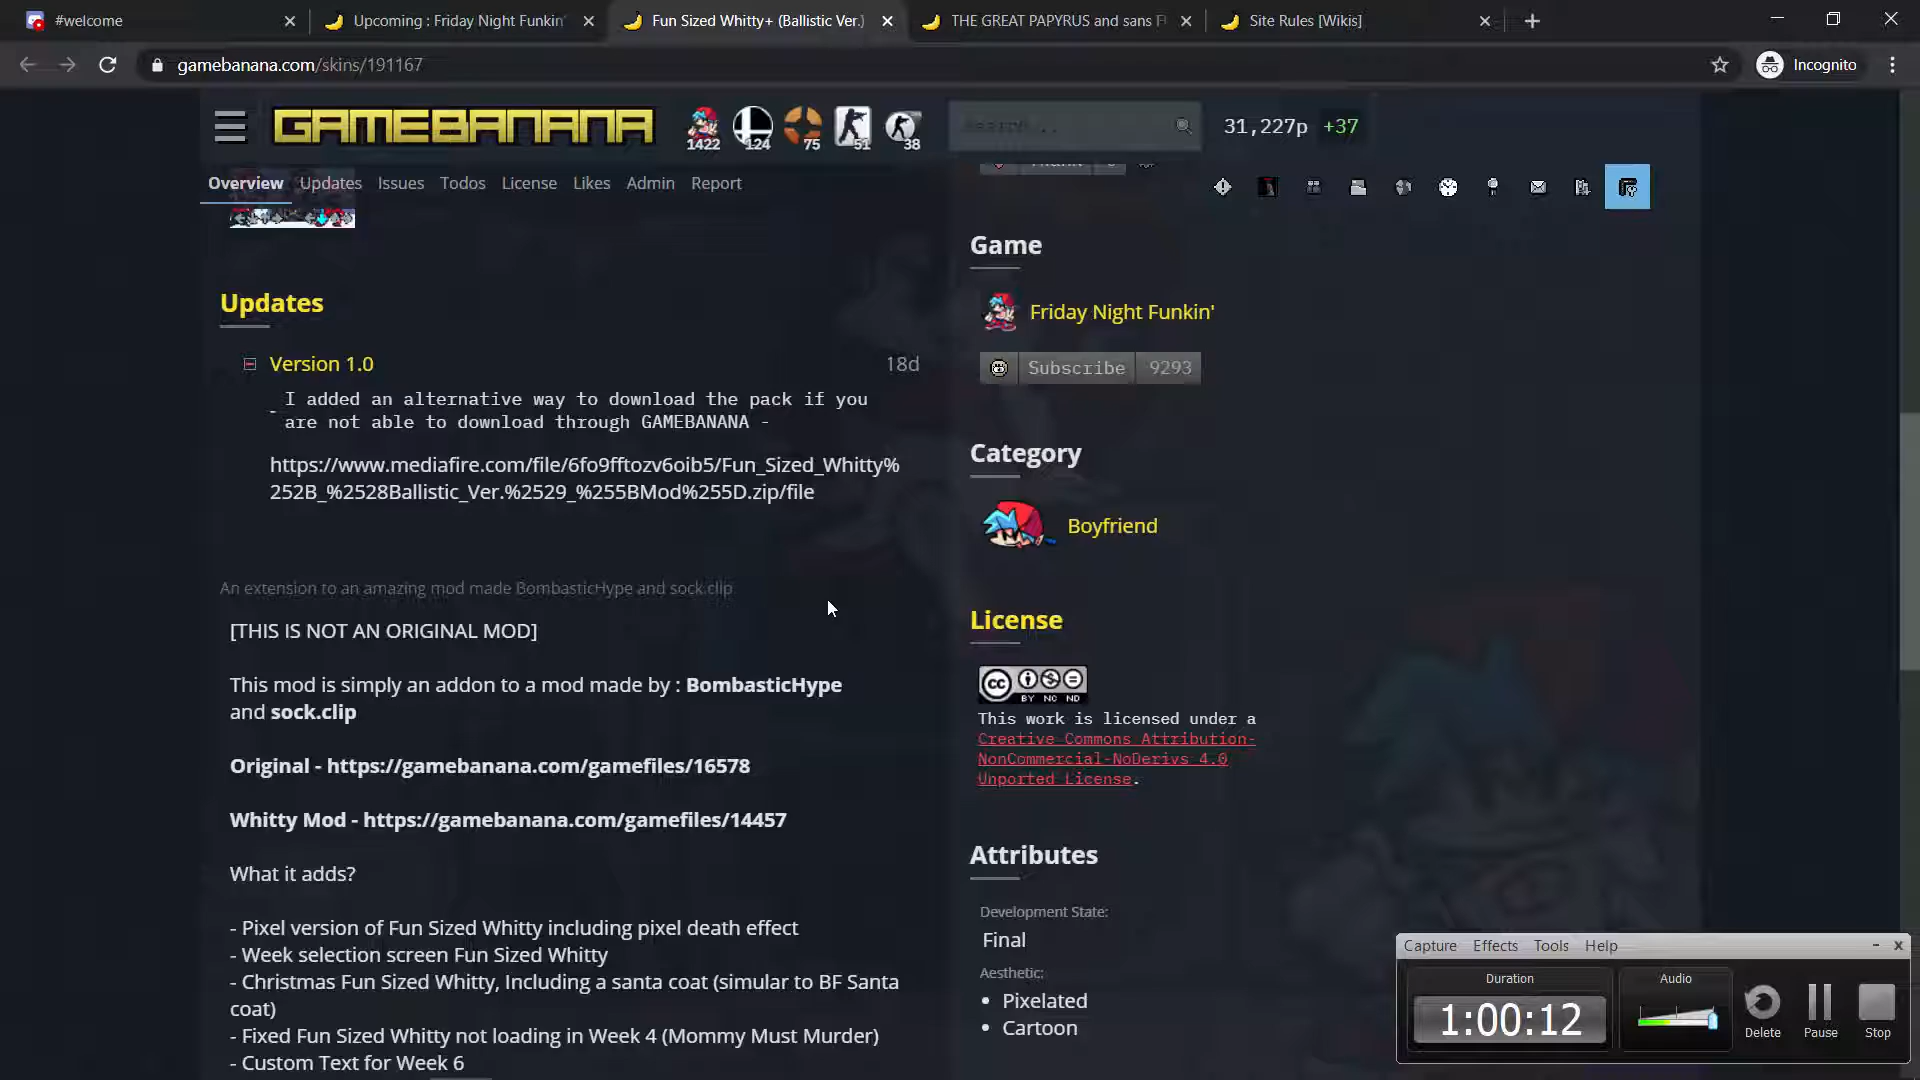 #welcome
Upcoming : Friday Night Funkin'
Fun Sized Whitty+ (Ballistic Ver.)
THE GREAT PAPYRUS and sans F
Site Rules [Wikis]
gamebanana.com/skins/191167
Incognito
GAMEBANANA
1422
124
75
51
38
Search...
31,227p +37
Overview Updates Issues Todos License Likes Admin Report
Updates
Version 1.0
18d
- I added an alternative way to download the pack if you
are not able to download through GAMEBANANA -
https://www.mediafire.com/file/6fo9fftozv6oib5/Fun_Sized_Whitty%
252B_%2528Ballistic_Ver.%2529_%255BMod%255D.zip/file
An extension to an amazing mod made BombasticHype and sock.clip
[THIS IS NOT AN ORIGINAL MOD]
This mod is simply an addon to a mod made by : BombasticHype
and sock.clip
Original - https://gamebanana.com/gamefiles/16578
Whitty Mod - https://gamebanana.com/gamefiles/14457
What it adds?
- Pixel version of Fun Sized Whitty including pixel death effect
- Week selection screen Fun Sized Whitty
- Christmas Fun Sized Whitty, Including a santa coat (simular to BF Santa
coat)
- Fixed Fun Sized Whitty not loading in Week 4 (Mommy Must Murder)
- Custom Text for Week 6
Game
Friday Night Funkin'
Subscribe 9293
Category
Boyfriend
License
cc
BY NC ND
This work is licensed under a
Creative Commons Attribution-
NonCommercial-NoDerivs 4.0
Unported License.
Attributes
Development State:
Final
Aesthetic:
• Pixelated
• Cartoon
Capture Effects Tools Help
Duration
1:00:12
Audio
Delete
Pause
Stop